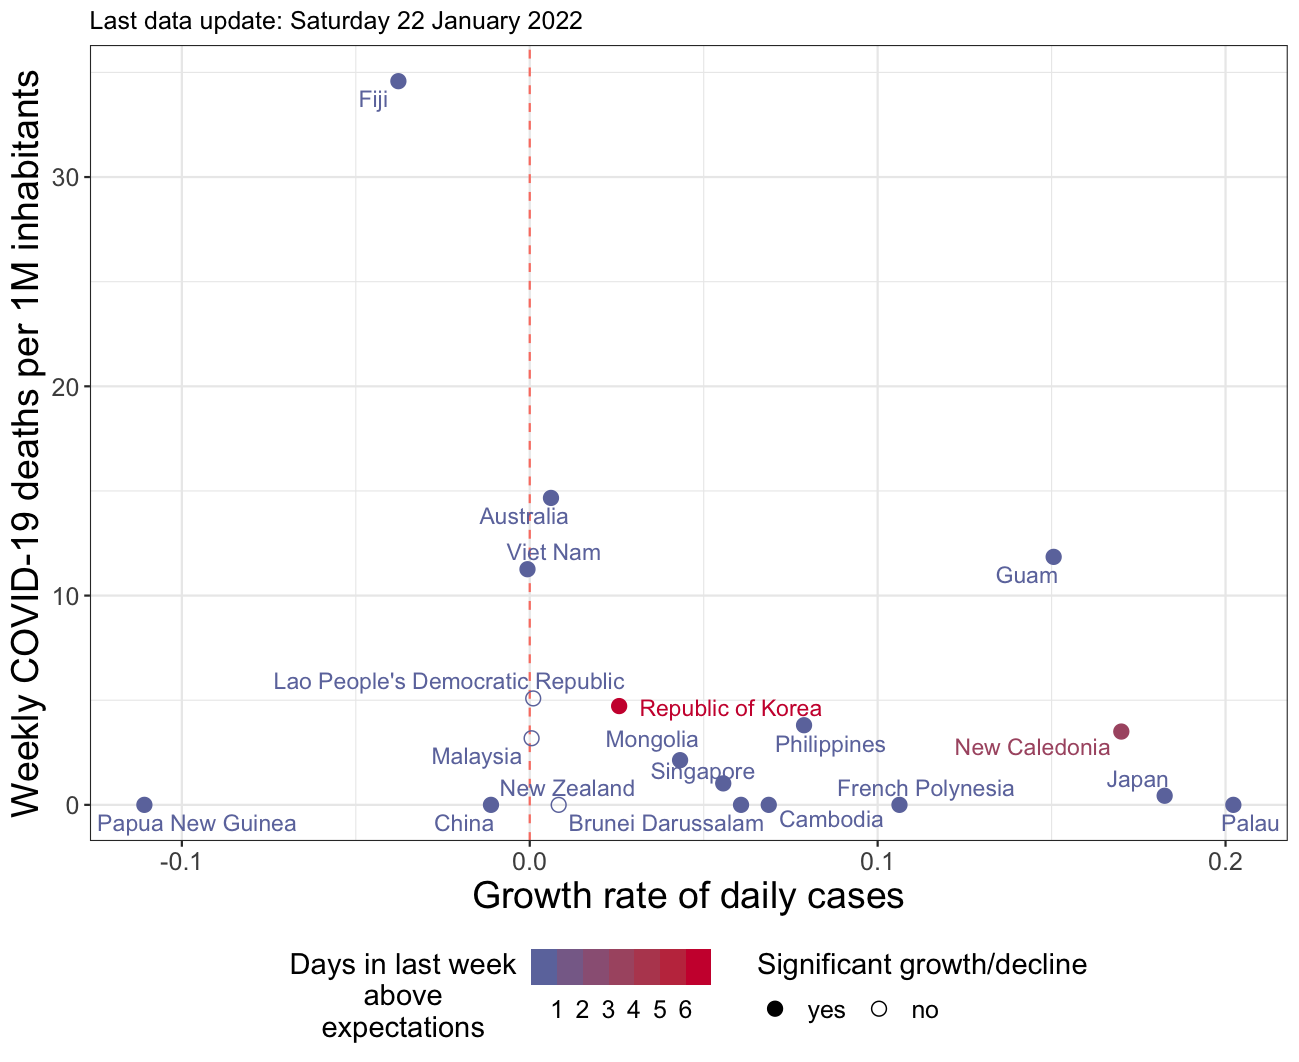 Last data update: Saturday 22 January 2022
Weekly COVID-19 deaths per 1M inhabitants
30
20
10
0
Fiji
Australia
Viet Nam
Guam
Lao People's Democratic Republic
Republic of Korea
Mongolia
Philippines
New Caledonia
Malaysia
Singapore
Japan
New Zealand
French Polynesia
Papua New Guinea
China
Brunei Darussalam
Cambodia
Palau
-0.1
0.0
0.1
0.2
Growth rate of daily cases
Days in last week
above
expectations
1 2 3 4 5 6
Significant growth/decline
yes
no